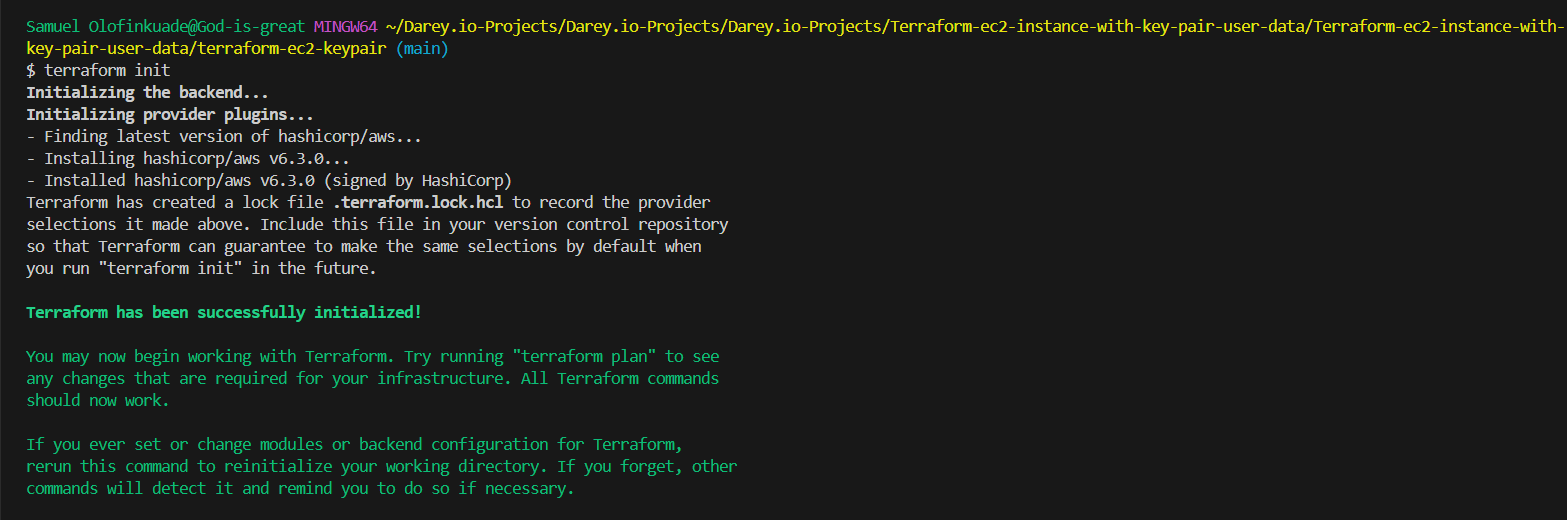 Samuel Olofinkuade@God-is-great MINGW64 ~/Darey.io-Projects/Darey.io-Projects/Darey.io-Projects/Terraform-ec2-instance-with-key-pair-user-data/Terraform-ec2-instance-with-
key-pair-user-data/terraform-ec2-keypair (main)
$ terraform init
Initializing the backend...
Initializing provider plugins...
- Finding latest version of hashicorp/aws...
- Installing hashicorp/aws v6.3.0...
- Installed hashicorp/aws v6.3.0 (signed by HashiCorp)
Terraform has created a lock file .terraform.lock.hcl to record the provider
selections it made above. Include this file in your version control repository
so that Terraform can guarantee to make the same selections by default when
you run "terraform init" in the future.
Terraform has been successfully initialized!
You may now begin working with Terraform. Try running "terraform plan" to see
any changes that are required for your infrastructure. All Terraform commands
should now work.
If you ever set or change modules or backend configuration for Terraform,
rerun this command to reinitialize your working directory. If you forget, other
commands will detect it and remind you to do so if necessary.